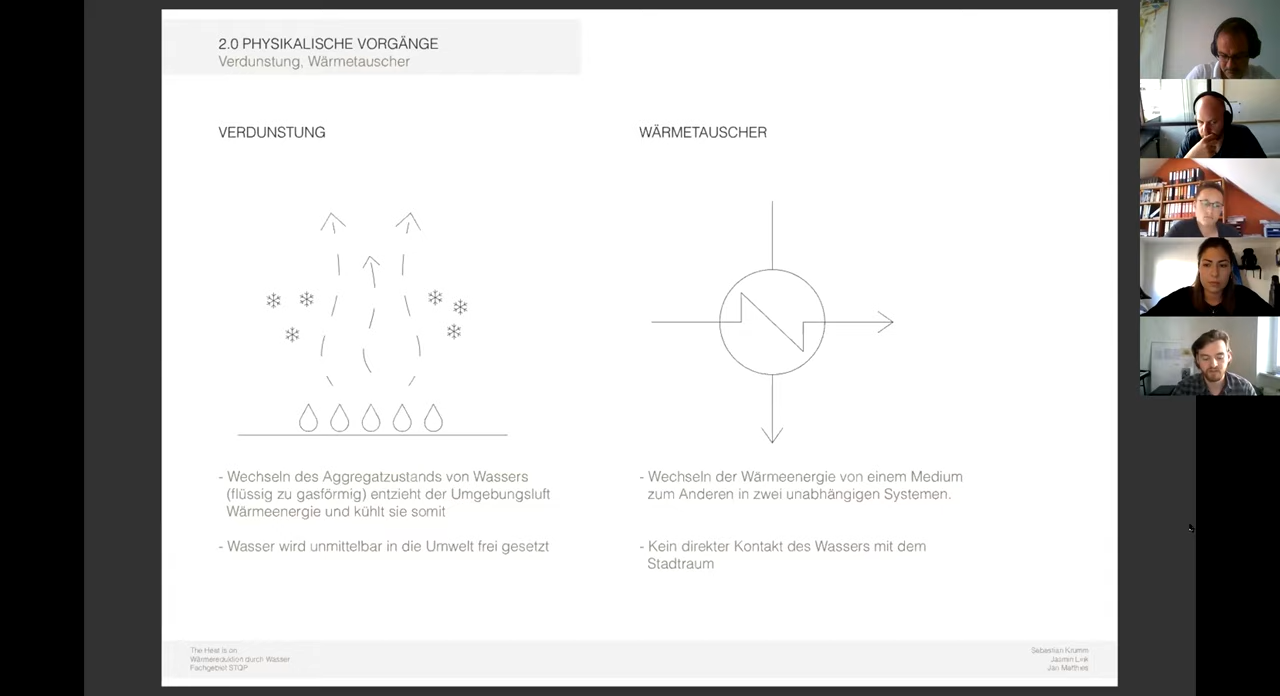 2.0 PHYSIKALISCHE VORGÄNGE
Verdunstung, Wärmetauscher
VERDUNSTUNG
- Wechseln des Aggregatzustands von Wassers
(flüssig zu gasförmig) entzieht der Umgebungsluft
Wärmeenergie und kühlt sie somit
- Wasser wird unmittelbar in die Umwelt frei gesetzt
WÄRMETAUSCHER
- Wechseln der Wärmeenergie von einem Medium
zum Anderen in zwei unabhängigen Systemen.
- Kein direkter Kontakt des Wassers mit dem
Stadtraum
The Heat is on
Wärmereduktion durch Wasser
Fachgebiet STQP
Sebastian Krumm
Jasmin
Jan Matthes